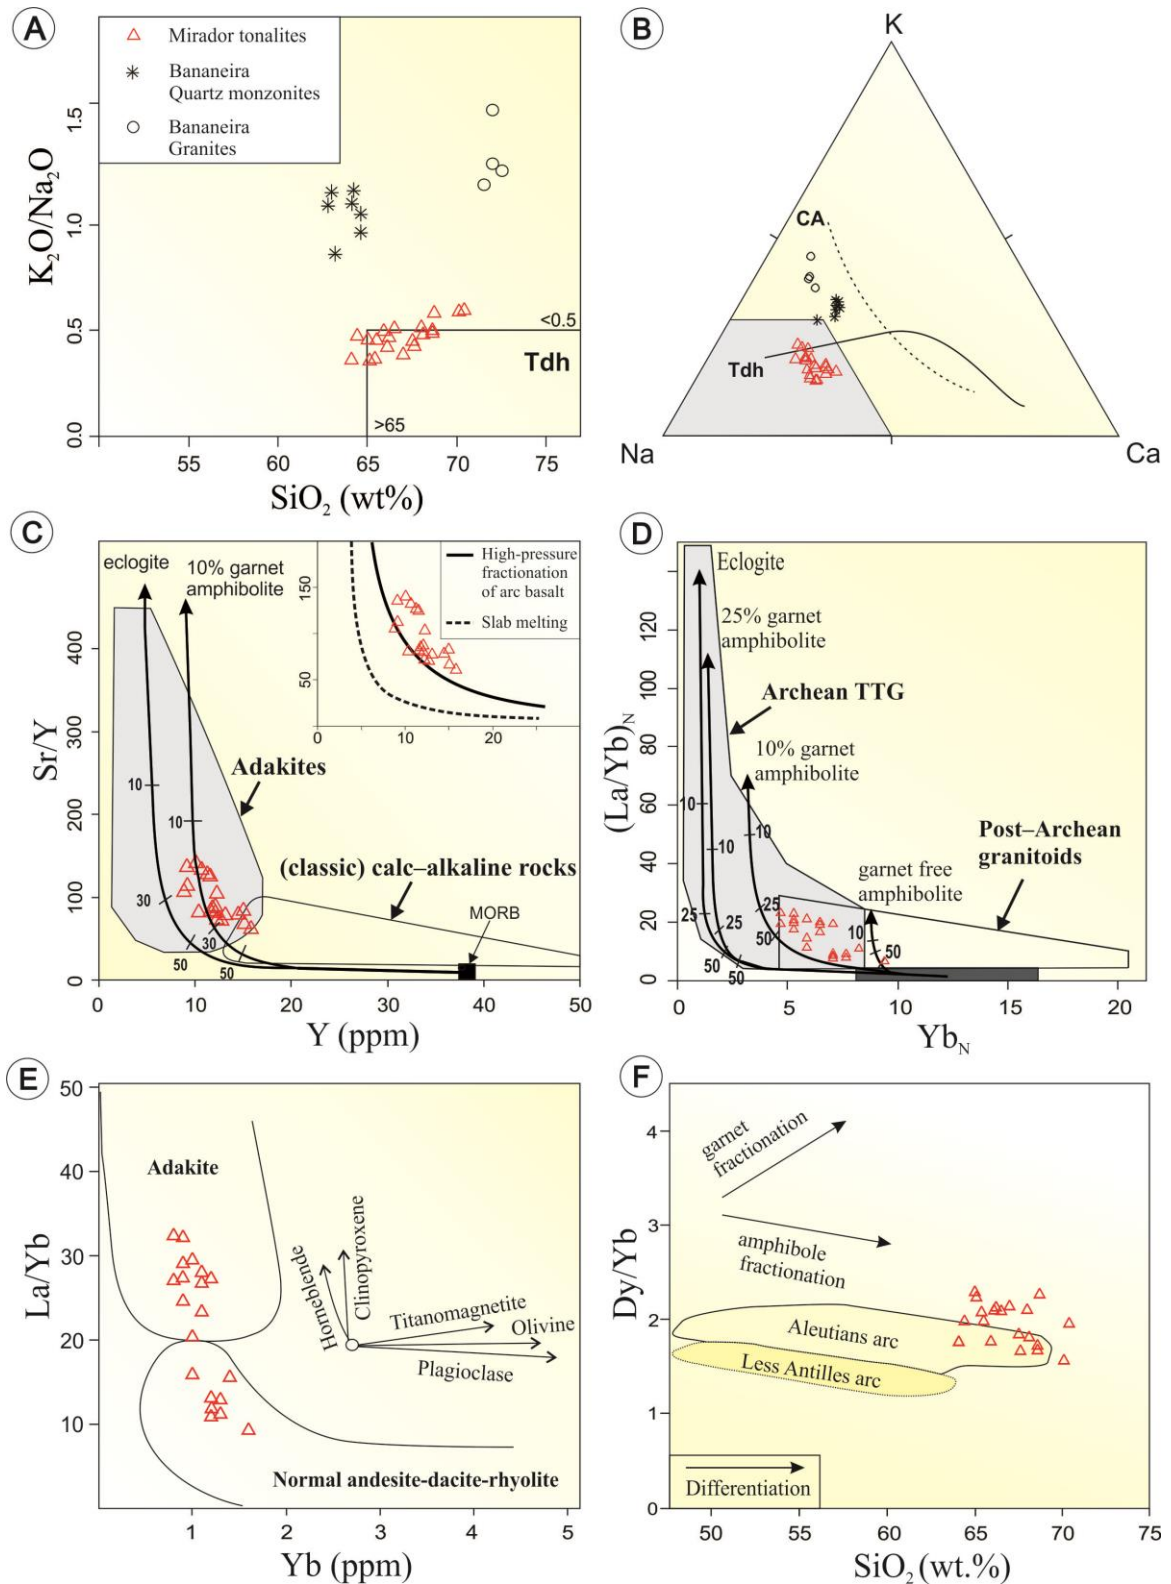 A
Mirador tonalites
Bananeira
Quartz monzonites
Bananeira
Granites
K₂O/Na₂O
1.5
1.0
0.5
0.0
<0.5
Tdh
>65
55
60
65
70
75
SiO₂ (wt%)
B
K
CA
Tdh
Na
Ca
C
eclogite
10% garnet
amphibolite
High-pressure
fractionation
of arc basalt
Slab melting
150
50
0
10
20
Sr/Y
400
300
200
100
0
Adakites
(classic) calc–alkaline rocks
MORB
10
10
30
30
50
50
0
10
20
30
40
50
Y (ppm)
D
Eclogite
25% garnet
amphibolite
Archean TTG
10% garnet
amphibolite
Post–Archean
granitoids
garnet free
amphibolite
(La/Yb)N
120
100
80
60
40
20
0
10
10
10
10
25
25
25
50
50
50
50
0
5
10
15
20
YbN
E
La/Yb
50
40
30
20
10
Adakite
Horneblende
Clinopyroxene
Titanomagnetite
Olivine
Plagioclase
Normal andesite-dacite-rhyolite
1
2
3
4
5
Yb (ppm)
F
Dy/Yb
4
3
2
1
0
garnet
fractionation
amphibole
fractionation
Aleutians arc
Less Antilles arc
Differentiation
50
55
60
65
70
75
SiO₂ (wt.%)